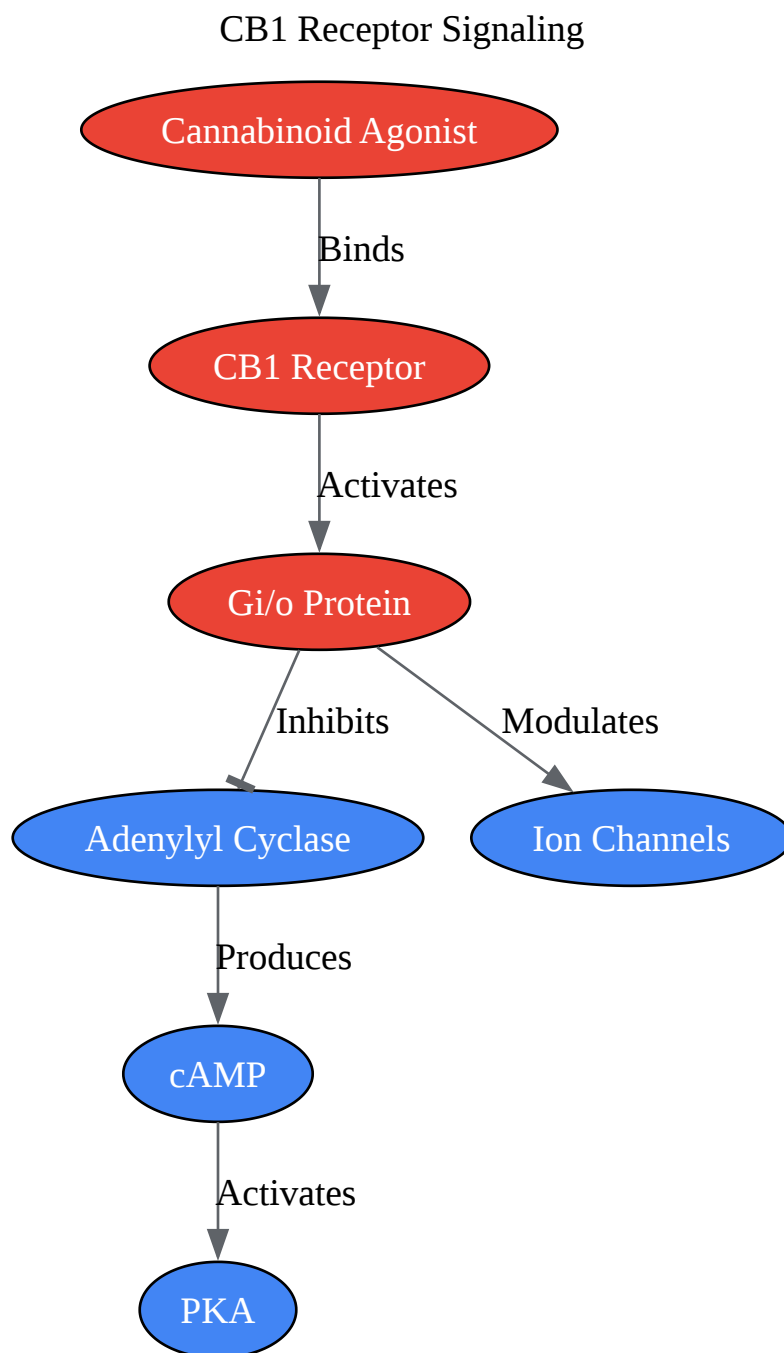 CB1 Receptor Signaling
Cannabinoid Agonist
Binds
CB1 Receptor
Activates
Gi/o Protein
Inhibits
Modulates
Adenylyl Cyclase
Ion Channels
Produces
cAMP
Activates
PKA